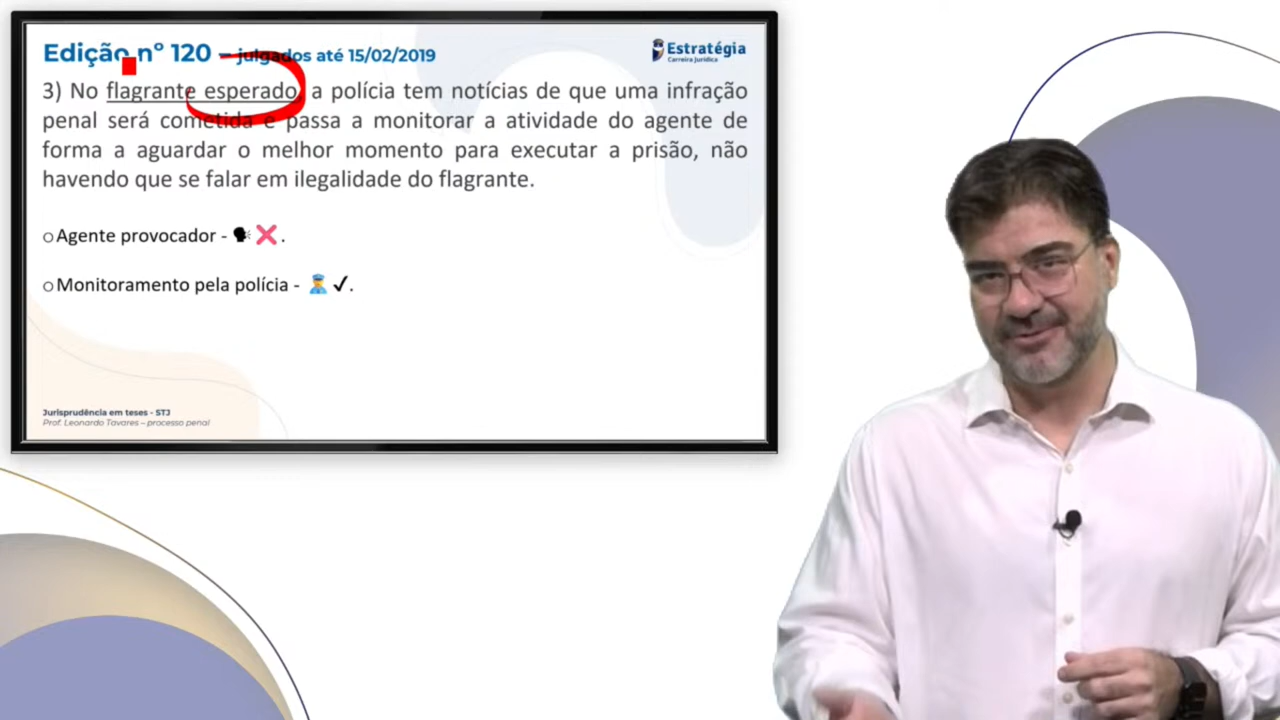 Edição nº 120 – julgados até 15/02/2019
Estratégia
Carreira Jurídica
3) No flagrante esperado, a polícia tem notícias de que uma infração
penal será cometida e passa a monitorar a atividade do agente de
forma a aguardar o melhor momento para executar a prisão, não
havendo que se falar em ilegalidade do flagrante.
o Agente provocador - 🗣❌.
o Monitoramento pela polícia - 👮✔.
Jurisprudência em teses - STJ
Prof. Leonardo Tavares – processo penal